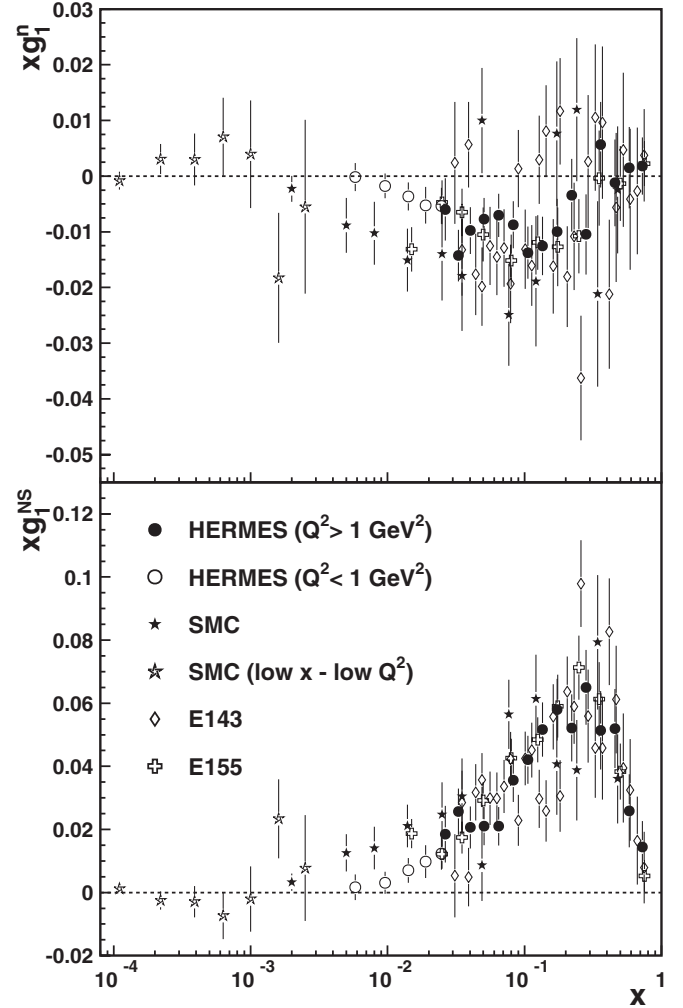 xg₁ⁿ
0.03
0.02
0.01
0
-0.01
-0.02
-0.03
-0.04
-0.05
xg₁ᴺˢ
0.12
0.1
0.08
0.06
0.04
0.02
0
-0.02
HERMES (Q²> 1 GeV²)
HERMES (Q²< 1 GeV²)
SMC
SMC (low x - low Q²)
E143
E155
10⁻⁴ 10⁻³ 10⁻² 10⁻¹ 1
x